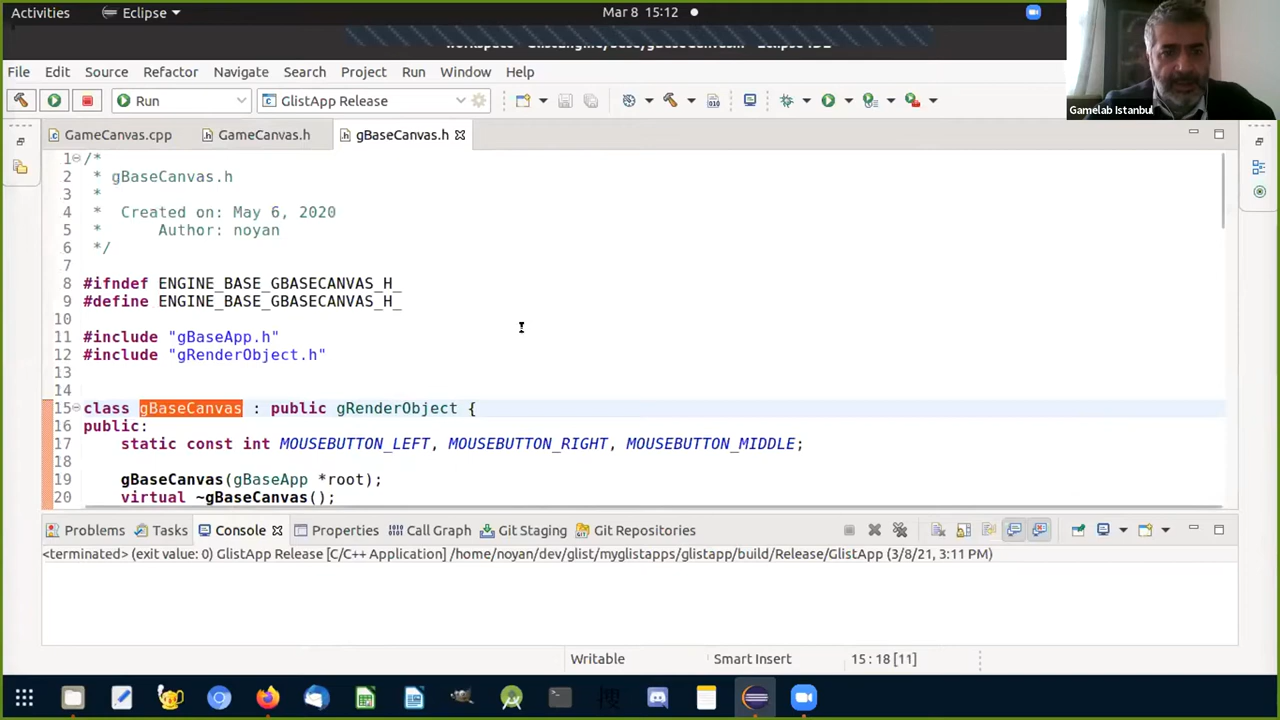 Activities Eclipse Mar 8 15:12
File Edit Source Refactor Navigate Search Project Run Window Help
Run GlistApp Release
Gamelab Istanbul
GameCanvas.cpp GameCanvas.h gBaseCanvas.h
1 /*
2 * gBaseCanvas.h
3 *
4 * Created on: May 6, 2020
5 * Author: noyan
6 */
7
8 #ifndef ENGINE_BASE_GBASECANVAS_H_
9 #define ENGINE_BASE_GBASECANVAS_H_
10
11 #include "gBaseApp.h"
12 #include "gRenderObject.h"
13
14
15 class gBaseCanvas : public gRenderObject {
16 public:
17 static const int MOUSEBUTTON_LEFT, MOUSEBUTTON_RIGHT, MOUSEBUTTON_MIDDLE;
18
19 gBaseCanvas(gBaseApp *root);
20 virtual ~gBaseCanvas();
Problems Tasks Console Properties Call Graph Git Staging Git Repositories
<terminated> (exit value: 0) GlistApp Release [C/C++ Application] /home/noyan/dev/glist/myglistapps/glistapp/build/Release/GlistApp (3/8/21, 3:11 PM)
Writable Smart Insert 15 : 18 [11]